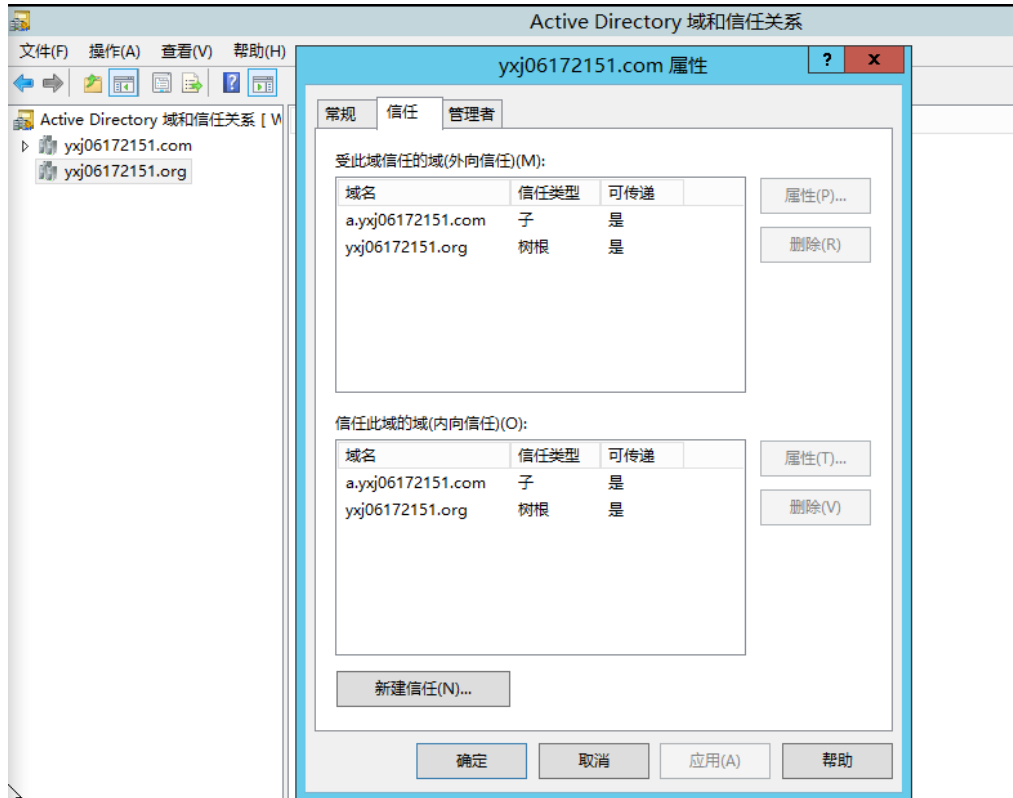 Active Directory 域和信任关系
文件(F) 操作(A) 查看(V) 帮助(H)
yxj06172151.com 属性
? x
?
Active Directory 域和信任关系 [ W
yxj06172151.com
yxj06172151.org
常规 信任 管理者
受此域信任的域(外向信任)(M):
域名 信任类型 可传递
a.yxj06172151.com 子 是
yxj06172151.org 树根 是
属性(P)...
删除(R)
信任此域的域(内向信任)(O):
域名 信任类型 可传递
a.yxj06172151.com 子 是
yxj06172151.org 树根 是
属性(T)...
删除(V)
新建信任(N)...
确定 取消 应用(A) 帮助